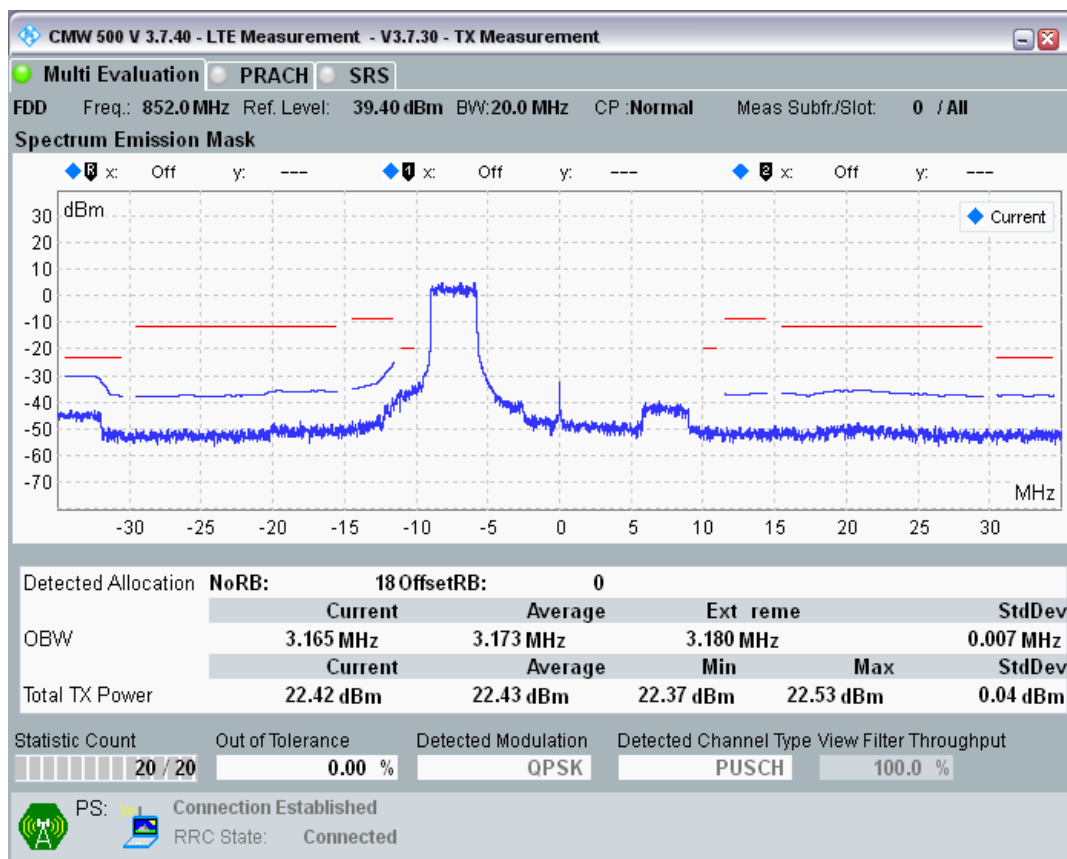 CMW 500 V 3.7.40 - LTE Measurement - V3.7.30 - TX Measurement
Multi Evaluation PRACH SRS
FDD Freq.: 852.0 MHz Ref. Level: 39.40 dBm BW:20.0 MHz CP :Normal Meas Subfr./Slot: 0 / All
Spectrum Emission Mask
R x: Off y: --- 1 x: Off y: --- 2 x: Off y: ---
dBm
Current
30
20
10
0
-10
-20
-30
-40
-50
-60
-70
MHz
-30 -25 -20 -15 -10 -5 0 5 10 15 20 25 30
Detected Allocation NoRB: 18 OffsetRB: 0
Current Average Ext reme StdDev
OBW 3.165 MHz 3.173 MHz 3.180 MHz 0.007 MHz
Current Average Min Max StdDev
Total TX Power 22.42 dBm 22.43 dBm 22.37 dBm 22.53 dBm 0.04 dBm
Statistic Count Out of Tolerance Detected Modulation Detected Channel Type View Filter Throughput
20 / 20 0.00 % QPSK PUSCH 100.0 %
PS: Connection Established
RRC State: Connected